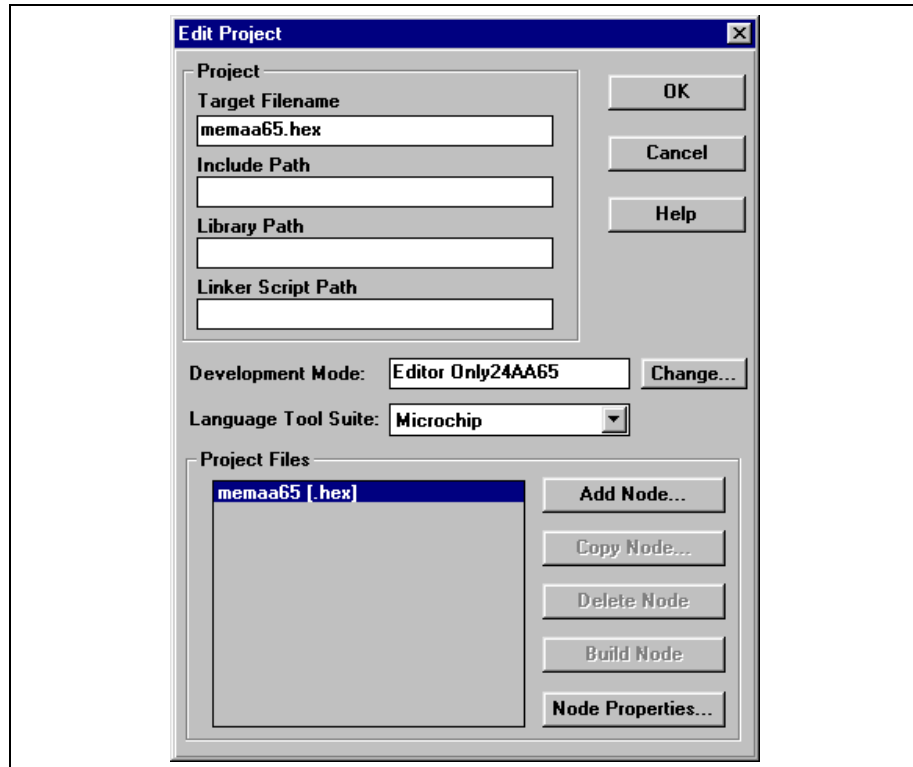 Edit Project
Project
Target Filename
memaa65.hex
Include Path
Library Path
Linker Script Path
OK
Cancel
Help
Development Mode: Editor Only24AA65 Change...
Language Tool Suite: Microchip
Project Files
memaa65 [.hex]
Add Node...
Copy Node...
Delete Node
Build Node
Node Properties...